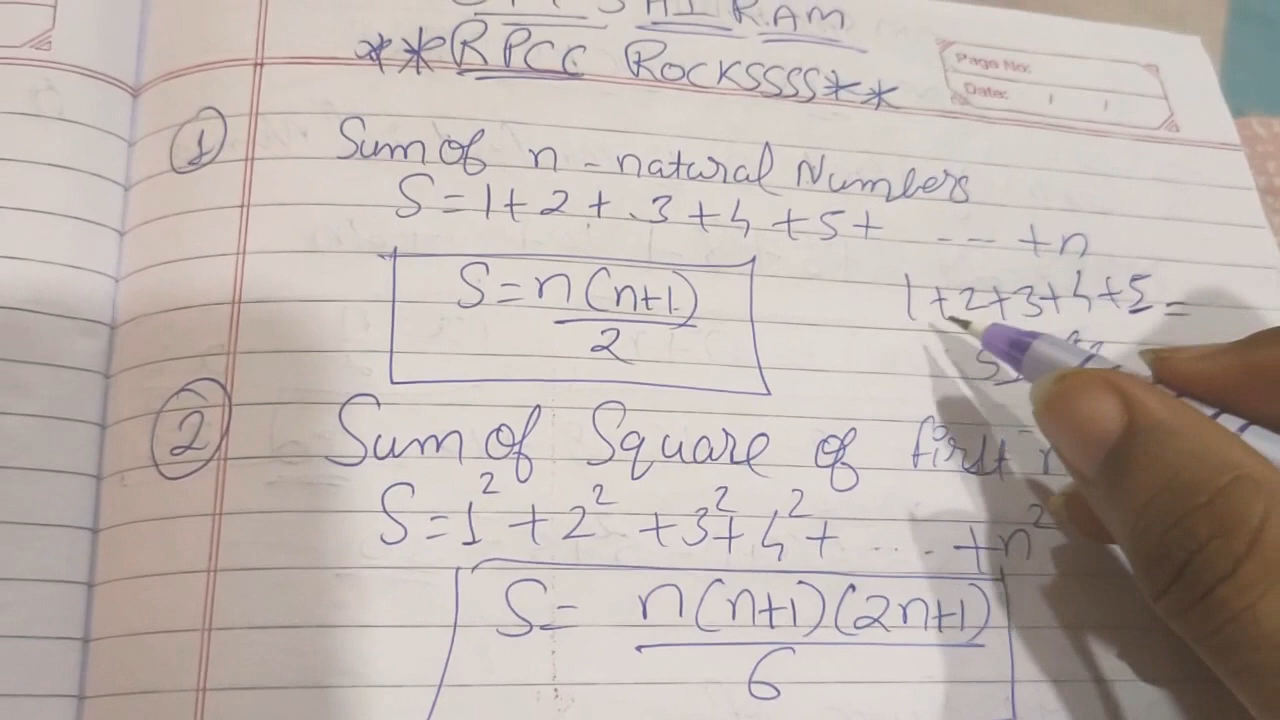 RAM
**RPCC ROCKSSSS**
Page No:
Date: / /
1 Sum of n - natural Numbers
S=1+2+3+4+5+ ---- +n
S=n(n+1)/2
1+2+3+4+5=
2 Sum of Square of first
S=1²+2²+3²+4²+ .... +n²
S= n(n+1)(2n+1)/6